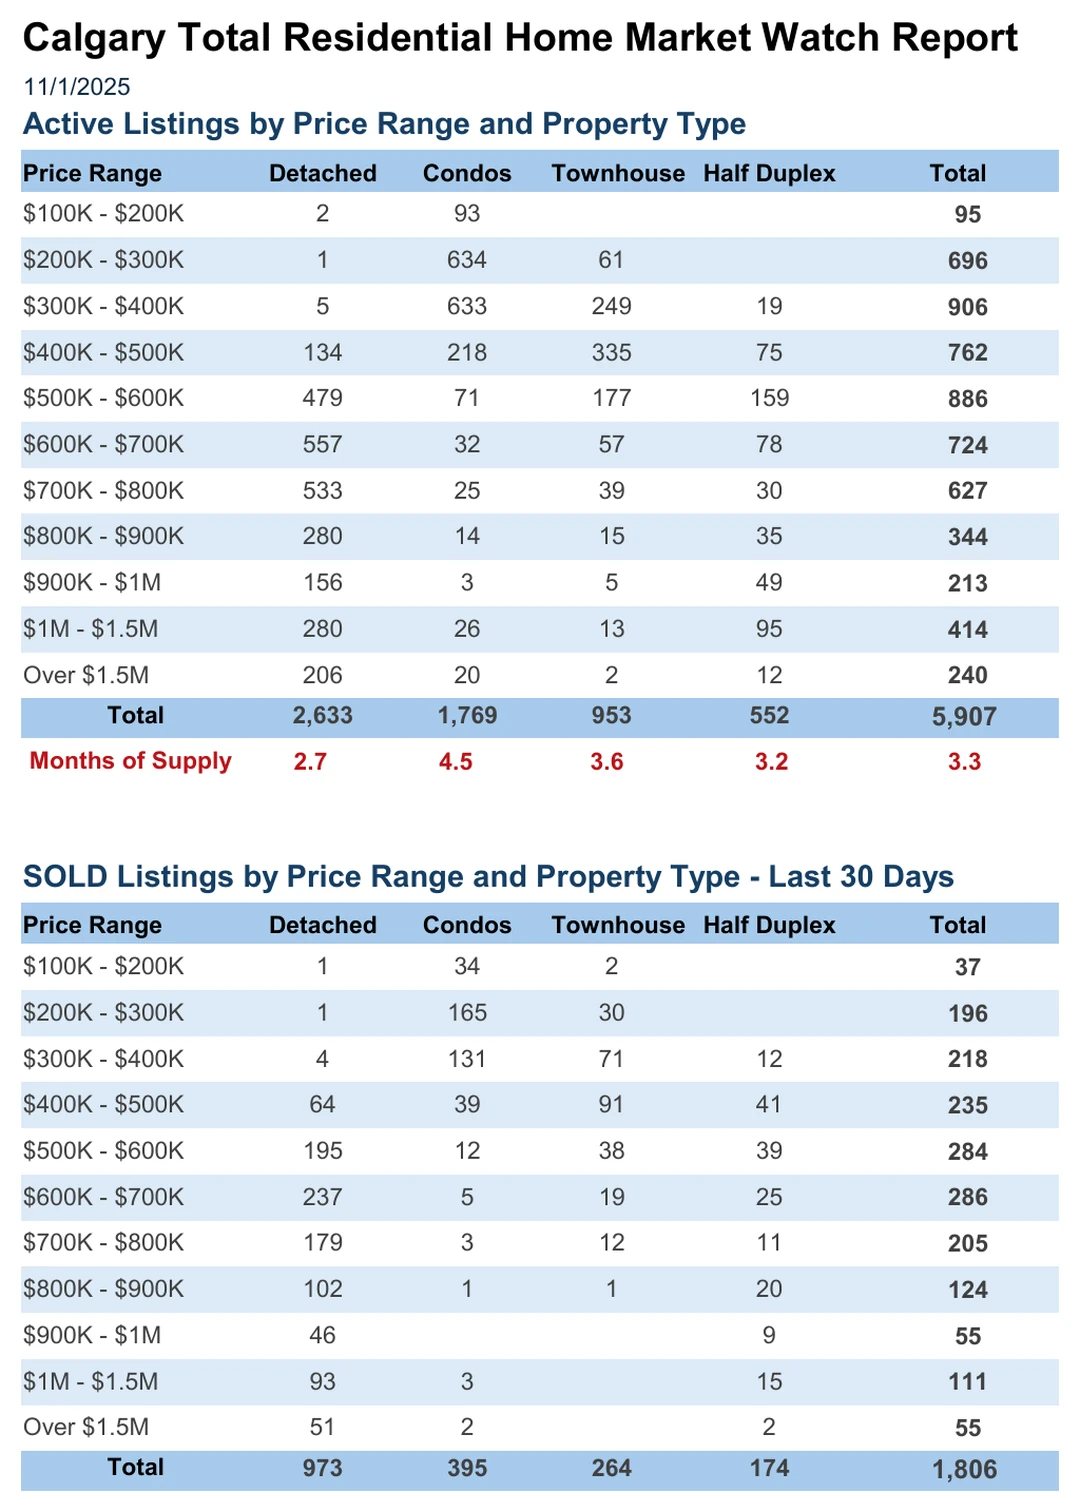 Calgary Total Residential Home Market Watch Report
11/1/2025
Active Listings by Price Range and Property Type
Price Range Detached Condos Townhouse Half Duplex Total
$100K - $200K 2 93 95
$200K - $300K 1 634 61 696
$300K - $400K 5 633 249 19 906
$400K - $500K 134 218 335 75 762
$500K - $600K 479 71 177 159 886
$600K - $700K 557 32 57 78 724
$700K - $800K 533 25 39 30 627
$800K - $900K 280 14 15 35 344
$900K - $1M 156 3 5 49 213
$1M - $1.5M 280 26 13 95 414
Over $1.5M 206 20 2 12 240
Total 2,633 1,769 953 552 5,907
Months of Supply 2.7 4.5 3.6 3.2 3.3
SOLD Listings by Price Range and Property Type - Last 30 Days
Price Range Detached Condos Townhouse Half Duplex Total
$100K - $200K 1 34 2 37
$200K - $300K 1 165 30 196
$300K - $400K 4 131 71 12 218
$400K - $500K 64 39 91 41 235
$500K - $600K 195 12 38 39 284
$600K - $700K 237 5 19 25 286
$700K - $800K 179 3 12 11 205
$800K - $900K 102 1 1 20 124
$900K - $1M 46 9 55
$1M - $1.5M 93 3 15 111
Over $1.5M 51 2 2 55
Total 973 395 264 174 1,806